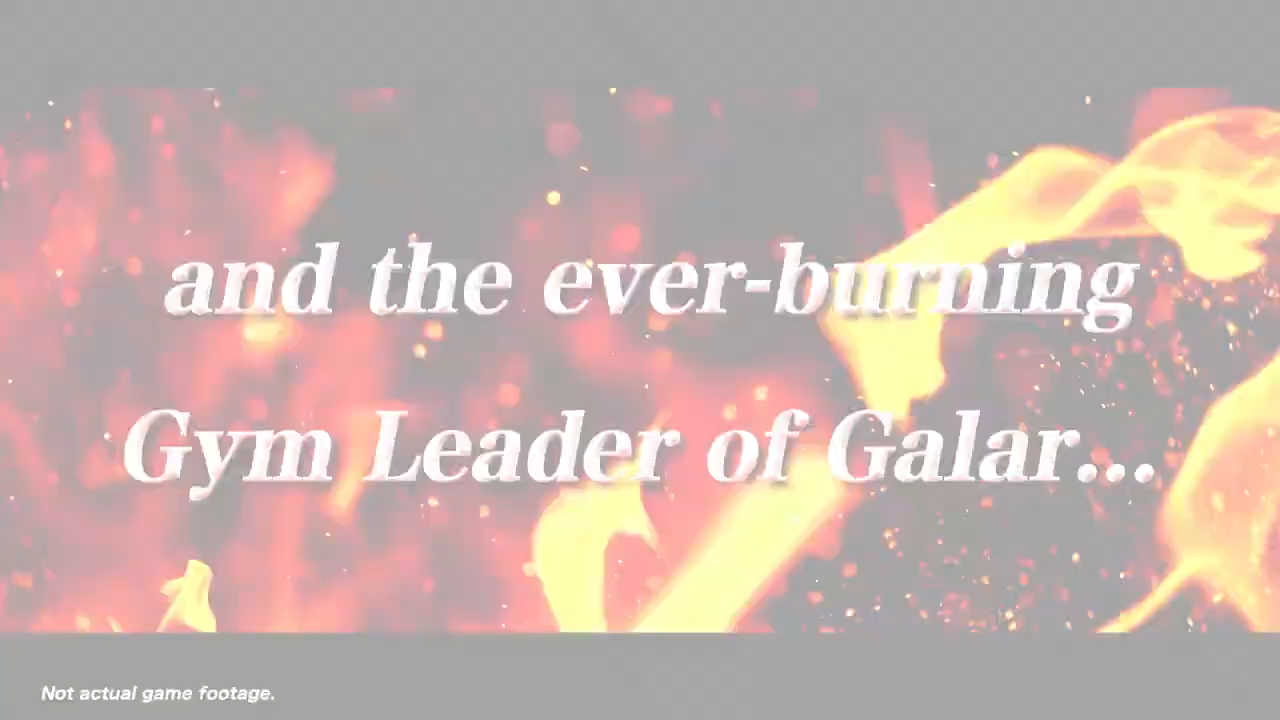 and the ever-burning
Gym Leader of Galar...
Not actual game footage.